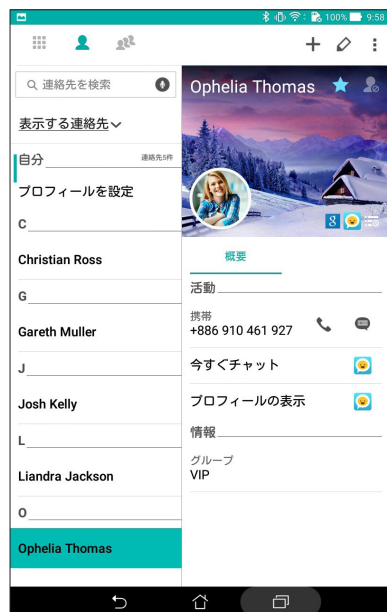 100% 9:58
連絡先を検索
表示する連絡先
自分 連絡先5件
プロフィールを設定
C
Christian Ross
G
Gareth Muller
J
Josh Kelly
L
Liandra Jackson
O
Ophelia Thomas
Ophelia Thomas
8
概要
活動
携帯
+886 910 461 927
今すぐチャット
プロフィールの表示
情報
グループ
VIP